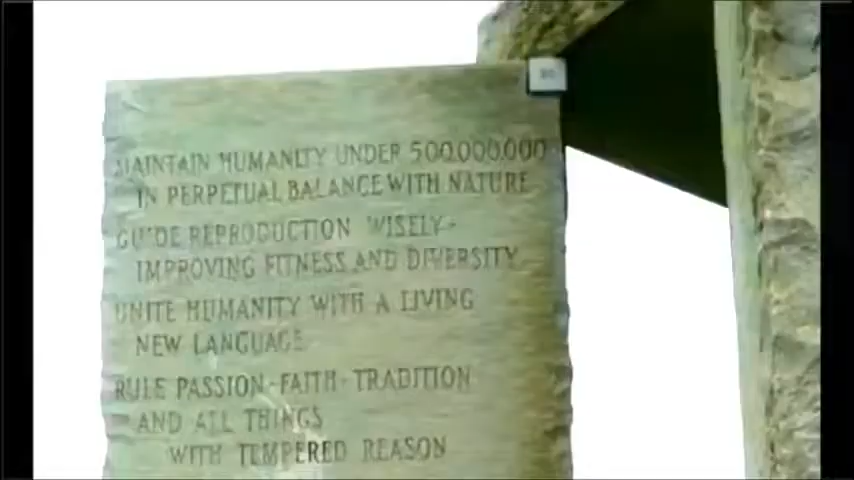 MAINTAIN HUMANITY UNDER 500,000,000
IN PERPETUAL BALANCE WITH NATURE
GUIDE REPRODUCTION WISELY-
IMPROVING FITNESS AND DIVERSITY
UNITE HUMANITY WITH A LIVING
NEW LANGUAGE
RULE PASSION-FAITH-TRADITION
AND ALL THINGS
WITH TEMPERED REASON